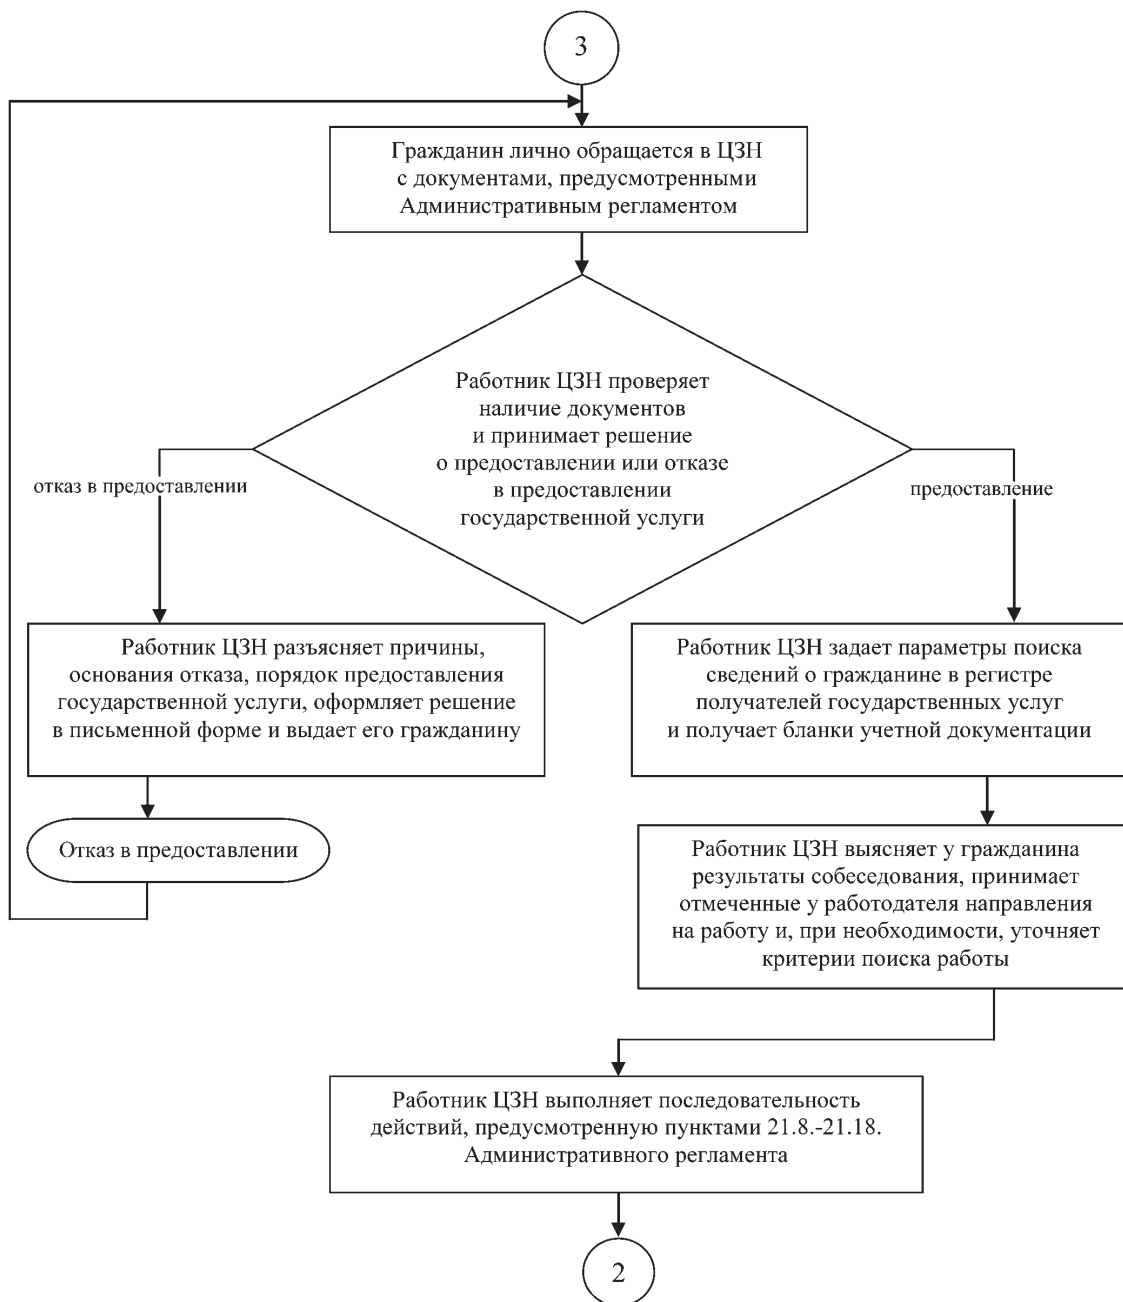 3
Гражданин лично обращается в ЦЗН
с документами, предусмотренными
Административным регламентом
Работник ЦЗН проверяет
наличие документов
и принимает решение
о предоставлении или отказе
в предоставлении
государственной услуги
отказ в предоставлении
предоставление
Работник ЦЗН разъясняет причины,
основания отказа, порядок предоставления
государственной услуги, оформляет решение
в письменной форме и выдает его гражданину
Работник ЦЗН задает параметры поиска
сведений о гражданине в регистре
получателей государственных услуг
и получает бланки учетной документации
Отказ в предоставлении
Работник ЦЗН выясняет у гражданина
результаты собеседования, принимает
отмеченные у работодателя направления
на работу и, при необходимости, уточняет
критерии поиска работы
Работник ЦЗН выполняет последовательность
действий, предусмотренную пунктами 21.8.-21.18.
Административного регламента
2